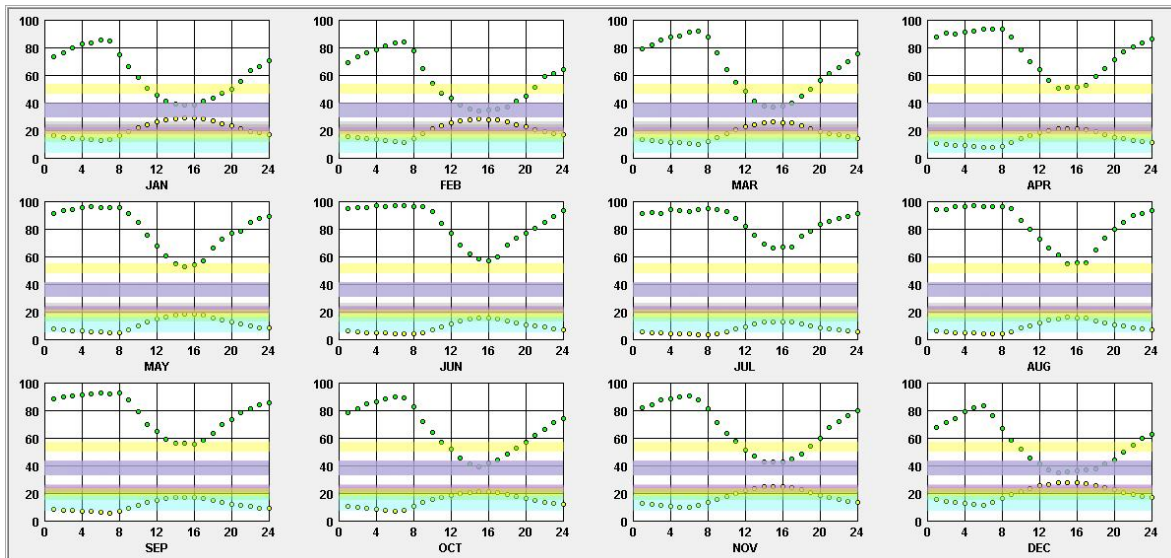 100 100 100 100
80 80 80 80
60 60 60 60
40 40 40 40
20 20 20 20
0 0 0 0
0 4 8 12 16 20 24 0 4 8 12 16 20 24 0 4 8 12 16 20 24 0 4 8 12 16 20 24
JAN FEB MAR APR
100 100 100 100
80 80 80 80
60 60 60 60
40 40 40 40
20 20 20 20
0 0 0 0
0 4 8 12 16 20 24 0 4 8 12 16 20 24 0 4 8 12 16 20 24 0 4 8 12 16 20 24
MAY JUN JUL AUG
100 100 100 100
80 80 80 80
60 60 60 60
40 40 40 40
20 20 20 20
0 0 0 0
0 4 8 12 16 20 24 0 4 8 12 16 20 24 0 4 8 12 16 20 24 0 4 8 12 16 20 24
SEP OCT NOV DEC